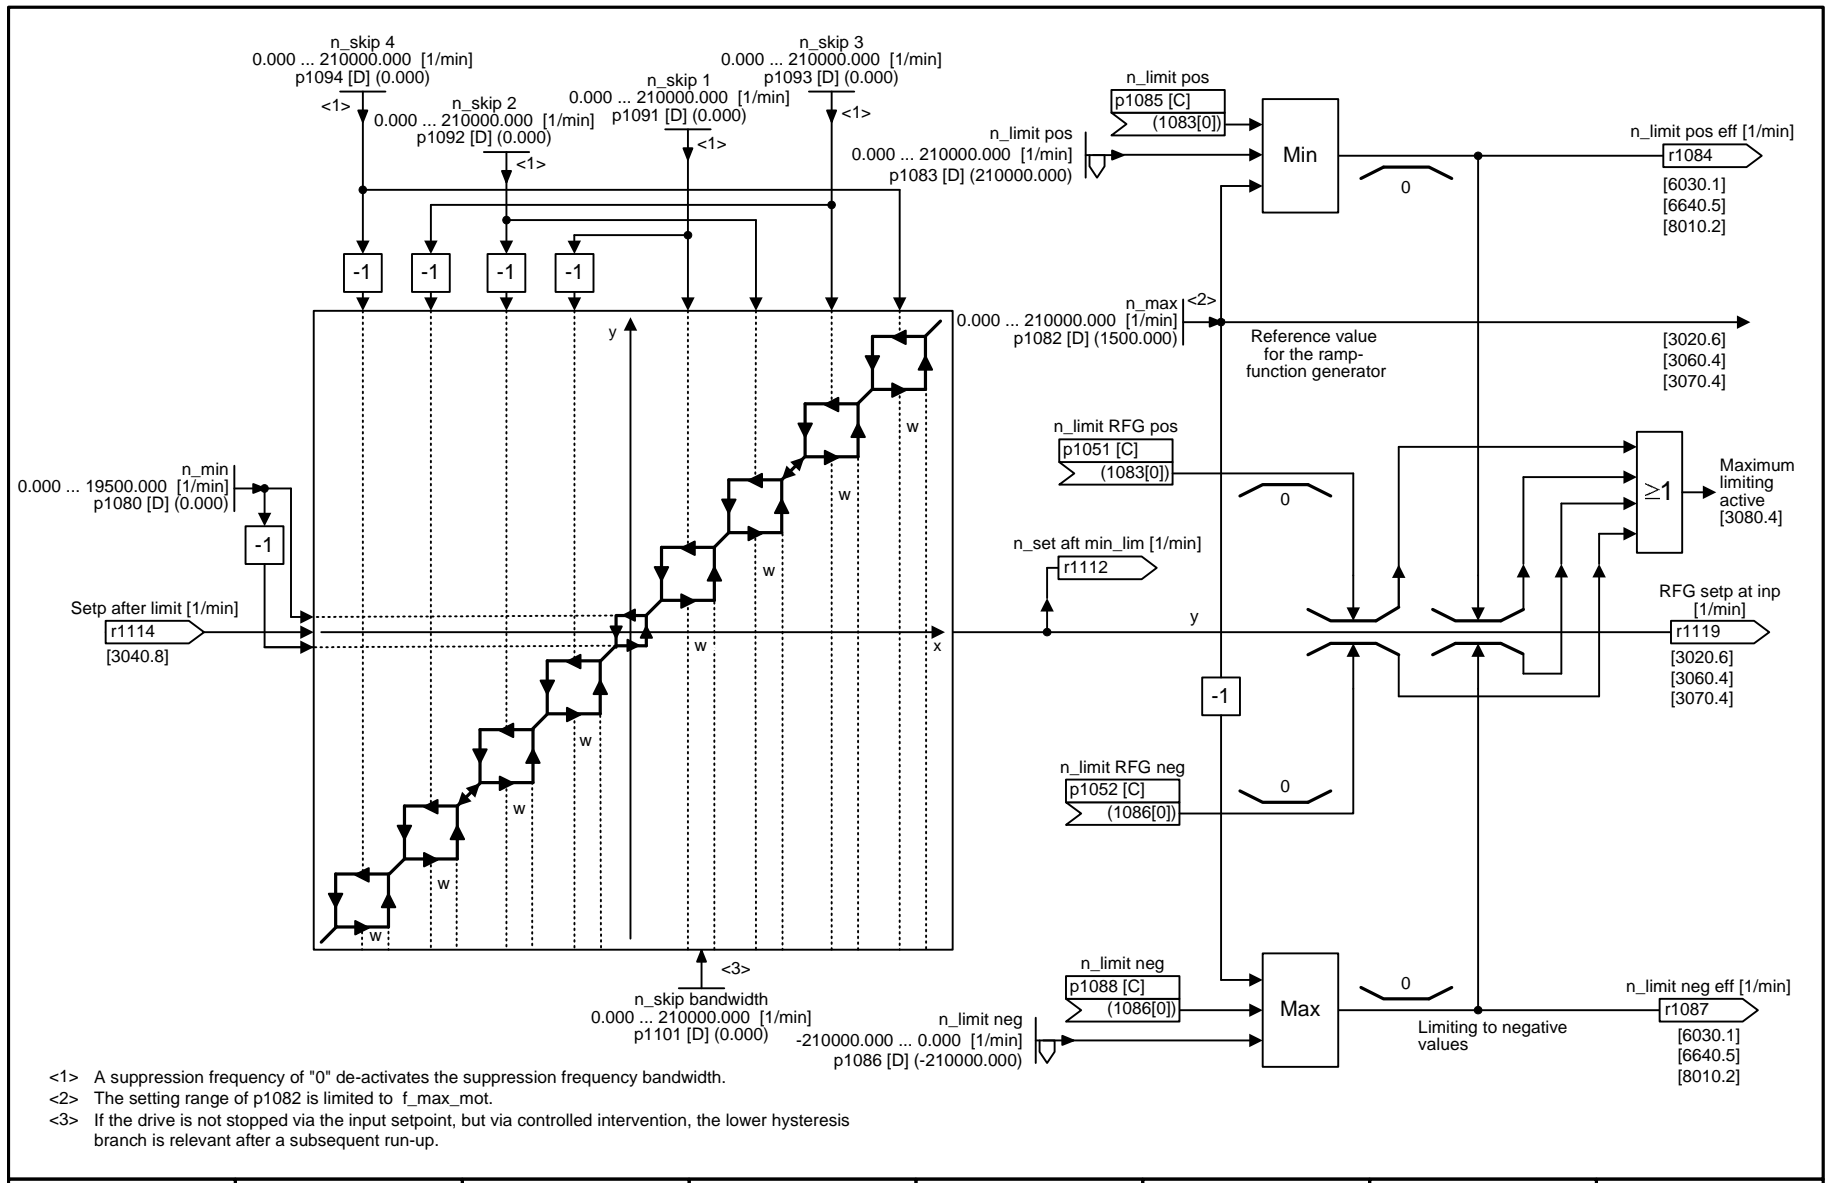 n_skip 4
0.000 ... 210000.000 [1/min]
p1094 [D] (0.000)
<1>
n_skip 2
0.000 ... 210000.000 [1/min]
p1092 [D] (0.000)
<1>
n_skip 1
0.000 ... 210000.000 [1/min]
p1091 [D] (0.000)
<1>
n_skip 3
0.000 ... 210000.000 [1/min]
p1093 [D] (0.000)
<1>
-1
-1
-1
-1
n_limit pos
p1085 [C]
(1083[0])
n_limit pos
0.000 ... 210000.000 [1/min]
p1083 [D] (210000.000)
Min
0
n_limit pos eff [1/min]
r1084
[6030.1]
[6640.5]
[8010.2]
n_max
<2>
0.000 ... 210000.000 [1/min]
p1082 [D] (1500.000)
Reference value
for the ramp-
function generator
[3020.6]
[3060.4]
[3070.4]
y
x
w
w
w
w
w
w
w
w
n_min
0.000 ... 19500.000 [1/min]
p1080 [D] (0.000)
-1
Setp after limit [1/min]
r1114
[3040.8]
n_limit RFG pos
p1051 [C]
(1083[0])
0
≥1
Maximum
limiting
active
[3080.4]
n_set aft min_lim [1/min]
r1112
y
RFG setp at inp
[1/min]
r1119
[3020.6]
[3060.4]
[3070.4]
-1
n_limit RFG neg
p1052 [C]
(1086[0])
0
<3>
n_skip bandwidth
0.000 ... 210000.000 [1/min]
p1101 [D] (0.000)
n_limit neg
p1088 [C]
(1086[0])
n_limit neg
-210000.000 ... 0.000 [1/min]
p1086 [D] (-210000.000)
Max
0
Limiting to negative
values
n_limit neg eff [1/min]
r1087
[6030.1]
[6640.5]
[8010.2]
<1> A suppression frequency of "0" de-activates the suppression frequency bandwidth.
<2> The setting range of p1082 is limited to f_max_mot.
<3> If the drive is not stopped via the input setpoint, but via controlled intervention, the lower hysteresis
branch is relevant after a subsequent run-up.